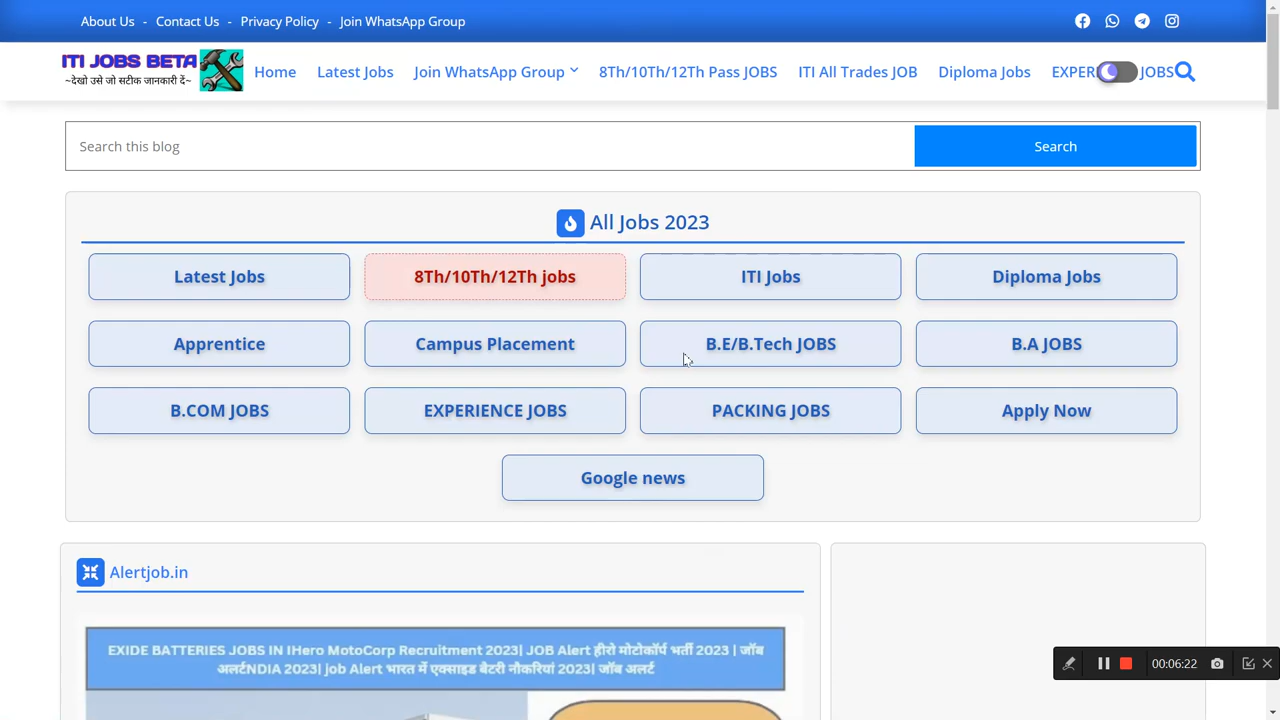 About Us - Contact Us - Privacy Policy - Join WhatsApp Group
ITI JOBS BETA
~देखो उसे जो सटीक जानकारी दें~
Home Latest Jobs Join WhatsApp Group 8Th/10Th/12Th Pass JOBS ITI All Trades JOB Diploma Jobs EXPERI JOBS
Search this blog Search
All Jobs 2023
Latest Jobs 8Th/10Th/12Th jobs ITI Jobs Diploma Jobs
Apprentice Campus Placement B.E/B.Tech JOBS B.A JOBS
B.COM JOBS EXPERIENCE JOBS PACKING JOBS Apply Now
Google news
Alertjob.in
EXIDE BATTERIES JOBS IN IHero MotoCorp Recruitment 2023| JOB Alert हीरो मोटोकॉर्प भर्ती 2023 | जॉब
अलर्टNDIA 2023| job Alert भारत में एक्साइड बैटरी नौकरियां 2023| जॉब अलर्ट
00:06:22